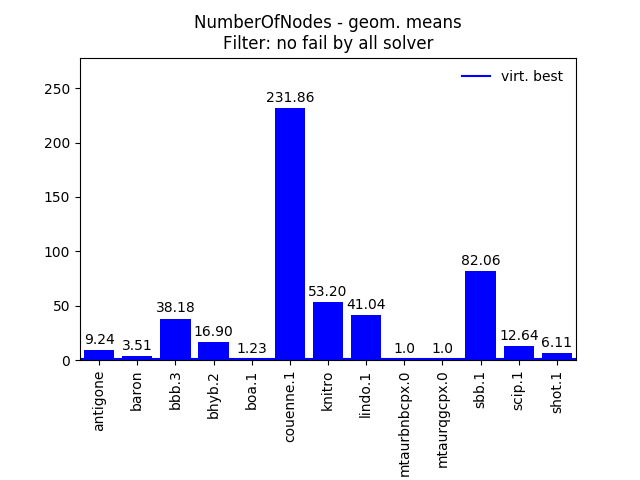 NumberOfNodes - geom. means
Filter: no fail by all solver
virt. best
250
200
150
100
50
0
9.24
3.51
38.18
16.90
1.23
231.86
53.20
41.04
1.0
1.0
82.06
12.64
6.11
antigone
baron
bbb.3
bhyb.2
boa.1
couenne.1
knitro
lindo.1
mtaurbnbcpx.0
mtaurqgcpx.0
sbb.1
scip.1
shot.1